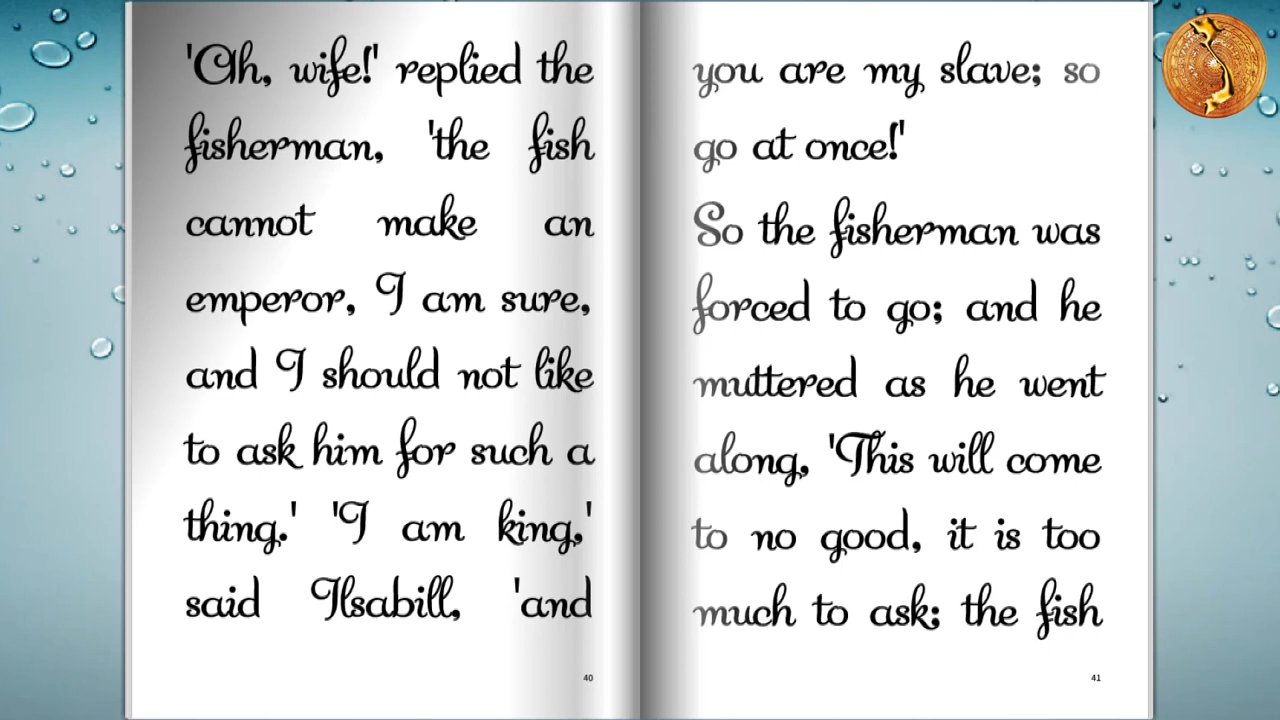 'Ah, wife!' replied the
fisherman, 'the fish
cannot make an
emperor, I am sure,
and I should not like
to ask him for such a
thing.' 'I am king,'
said Ilsabill, 'and
40
you are my slave; so
go at once!'
So the fisherman was
forced to go; and he
muttered as he went
along, 'This will come
to no good, it is too
much to ask; the fish
41